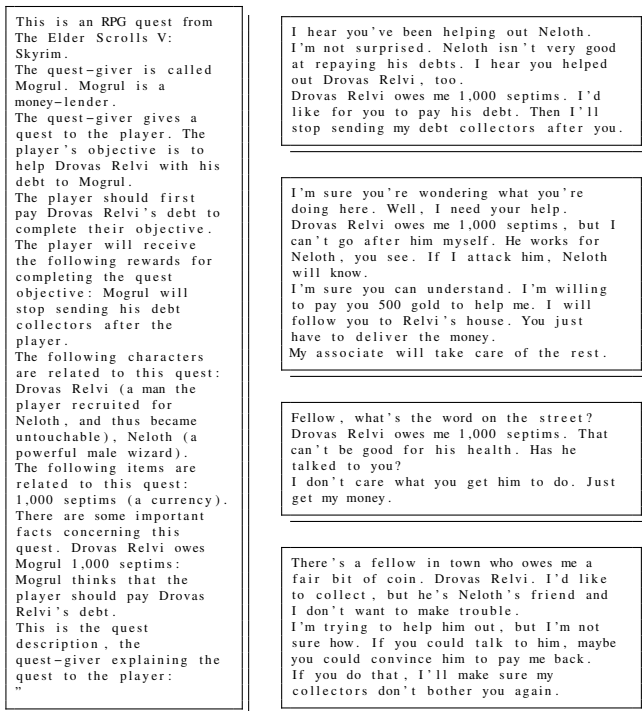 This is an RPG quest from
The Elder Scrolls V:
Skyrim.
The quest-giver is called
Mogrul. Mogrul is a
money-lender.
The quest-giver gives a
quest to the player. The
player's objective is to
help Drovas Relvi with his
debt to Mogrul.
The player should first
pay Drovas Relvi's debt to
complete their objective.
The player will receive
the following rewards for
completing the quest
objective: Mogrul will
stop sending his debt
collectors after the
player.
The following characters
are related to this quest:
Drovas Relvi (a man the
player recruited for
Neloth, and thus became
untouchable), Neloth (a
powerful male wizard).
The following items are
related to this quest:
1,000 septims (a currency).
There are some important
facts concerning this
quest. Drovas Relvi owes
Mogrul 1,000 septims:
Mogrul thinks that the
player should pay Drovas
Relvi's debt.
This is the quest
description, the
quest-giver explaining the
quest to the player:
”
I hear you've been helping out Neloth.
I'm not surprised. Neloth isn't very good
at repaying his debts. I hear you helped
out Drovas Relvi, too.
Drovas Relvi owes me 1,000 septims. I'd
like for you to pay his debt. Then I'll
stop sending my debt collectors after you.
I'm sure you're wondering what you're
doing here. Well, I need your help.
Drovas Relvi owes me 1,000 septims, but I
can't go after him myself. He works for
Neloth, you see. If I attack him, Neloth
will know.
I'm sure you can understand. I'm willing
to pay you 500 gold to help me. I will
follow you to Relvi's house. You just
have to deliver the money.
My associate will take care of the rest.
Fellow, what's the word on the street?
Drovas Relvi owes me 1,000 septims. That
can't be good for his health. Has he
talked to you?
I don't care what you get him to do. Just
get my money.
There's a fellow in town who owes me a
fair bit of coin. Drovas Relvi. I'd like
to collect, but he's Neloth's friend and
I don't want to make trouble.
I'm trying to help him out, but I'm not
sure how. If you could talk to him, maybe
you could convince him to pay me back.
If you do that, I'll make sure my
collectors don't bother you again.